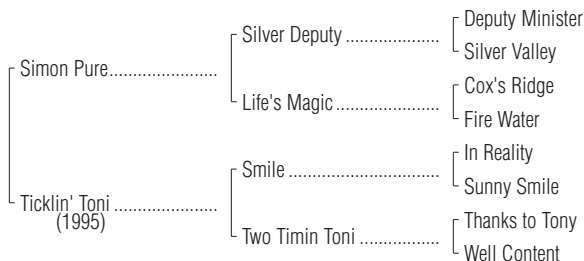 Deputy Minister
Silver Deputy ....................
Silver Valley
Simon Pure.......................
Cox's Ridge
Life's Magic ......................
Fire Water
In Reality
Smile ................................
Sunny Smile
Ticklin' Toni ......................
(1995)
Thanks to Tony
Two Timin Toni .................
Well Content